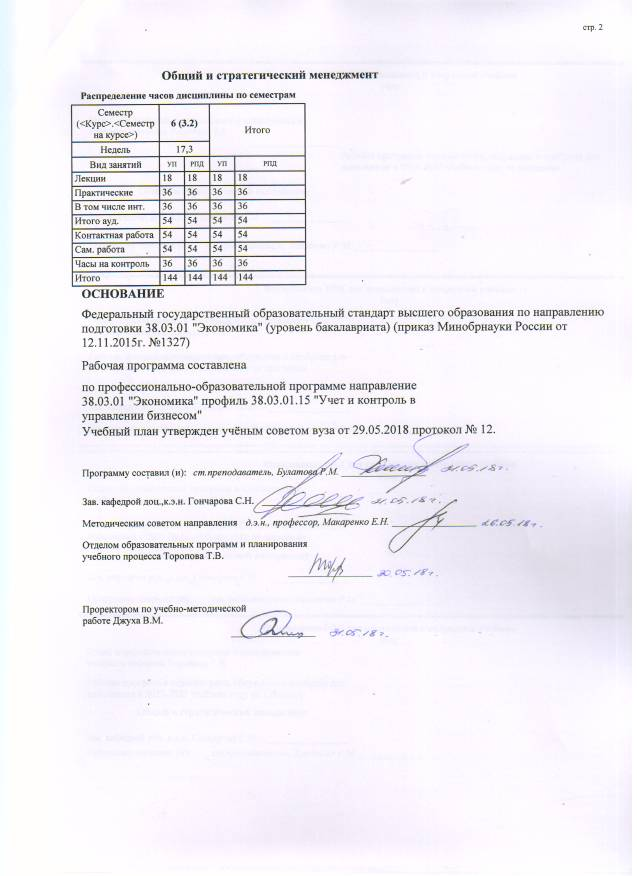 стр. 2
Общий и стратегический менеджмент
Распределение часов дисциплины по семестрам
Семестр (<Курс>.<Семестр на курсе>) 6 (3.2) Итого
Недель 17,3
Вид занятий УП РПД УП РПД
Лекции 18 18 18 18
Практические 36 36 36 36
В том числе инт. 36 36 36 36
Итого ауд. 54 54 54 54
Контактная работа 54 54 54 54
Сам. работа 54 54 54 54
Часы на контроль 36 36 36 36
Итого 144 144 144 144
ОСНОВАНИЕ
Федеральный государственный образовательный стандарт высшего образования по направлению
подготовки 38.03.01 "Экономика" (уровень бакалавриата) (приказ Минобрнауки России от
12.11.2015г. №1327)
Рабочая программа составлена
по профессионально-образовательной программе направление
38.03.01 "Экономика" профиль 38.03.01.15 "Учет и контроль в
управлении бизнесом"
Учебный план утвержден учёным советом вуза от 29.05.2018 протокол № 12.
Программу составил (и): ст.преподаватель, Булатова Р.М. 21.05.18г.
Зав. кафедрой доц.,к.э.н. Гончарова С.Н. 21.05.18г.
Методическим советом направления д.э.н., профессор, Макаренко Е.Н. 26.05.18г.
Отделом образовательных программ и планирования
учебного процесса Торопова Т.В.
30.05.18г.
Проректором по учебно-методической
работе Джуха В.М.
31.05.18г.